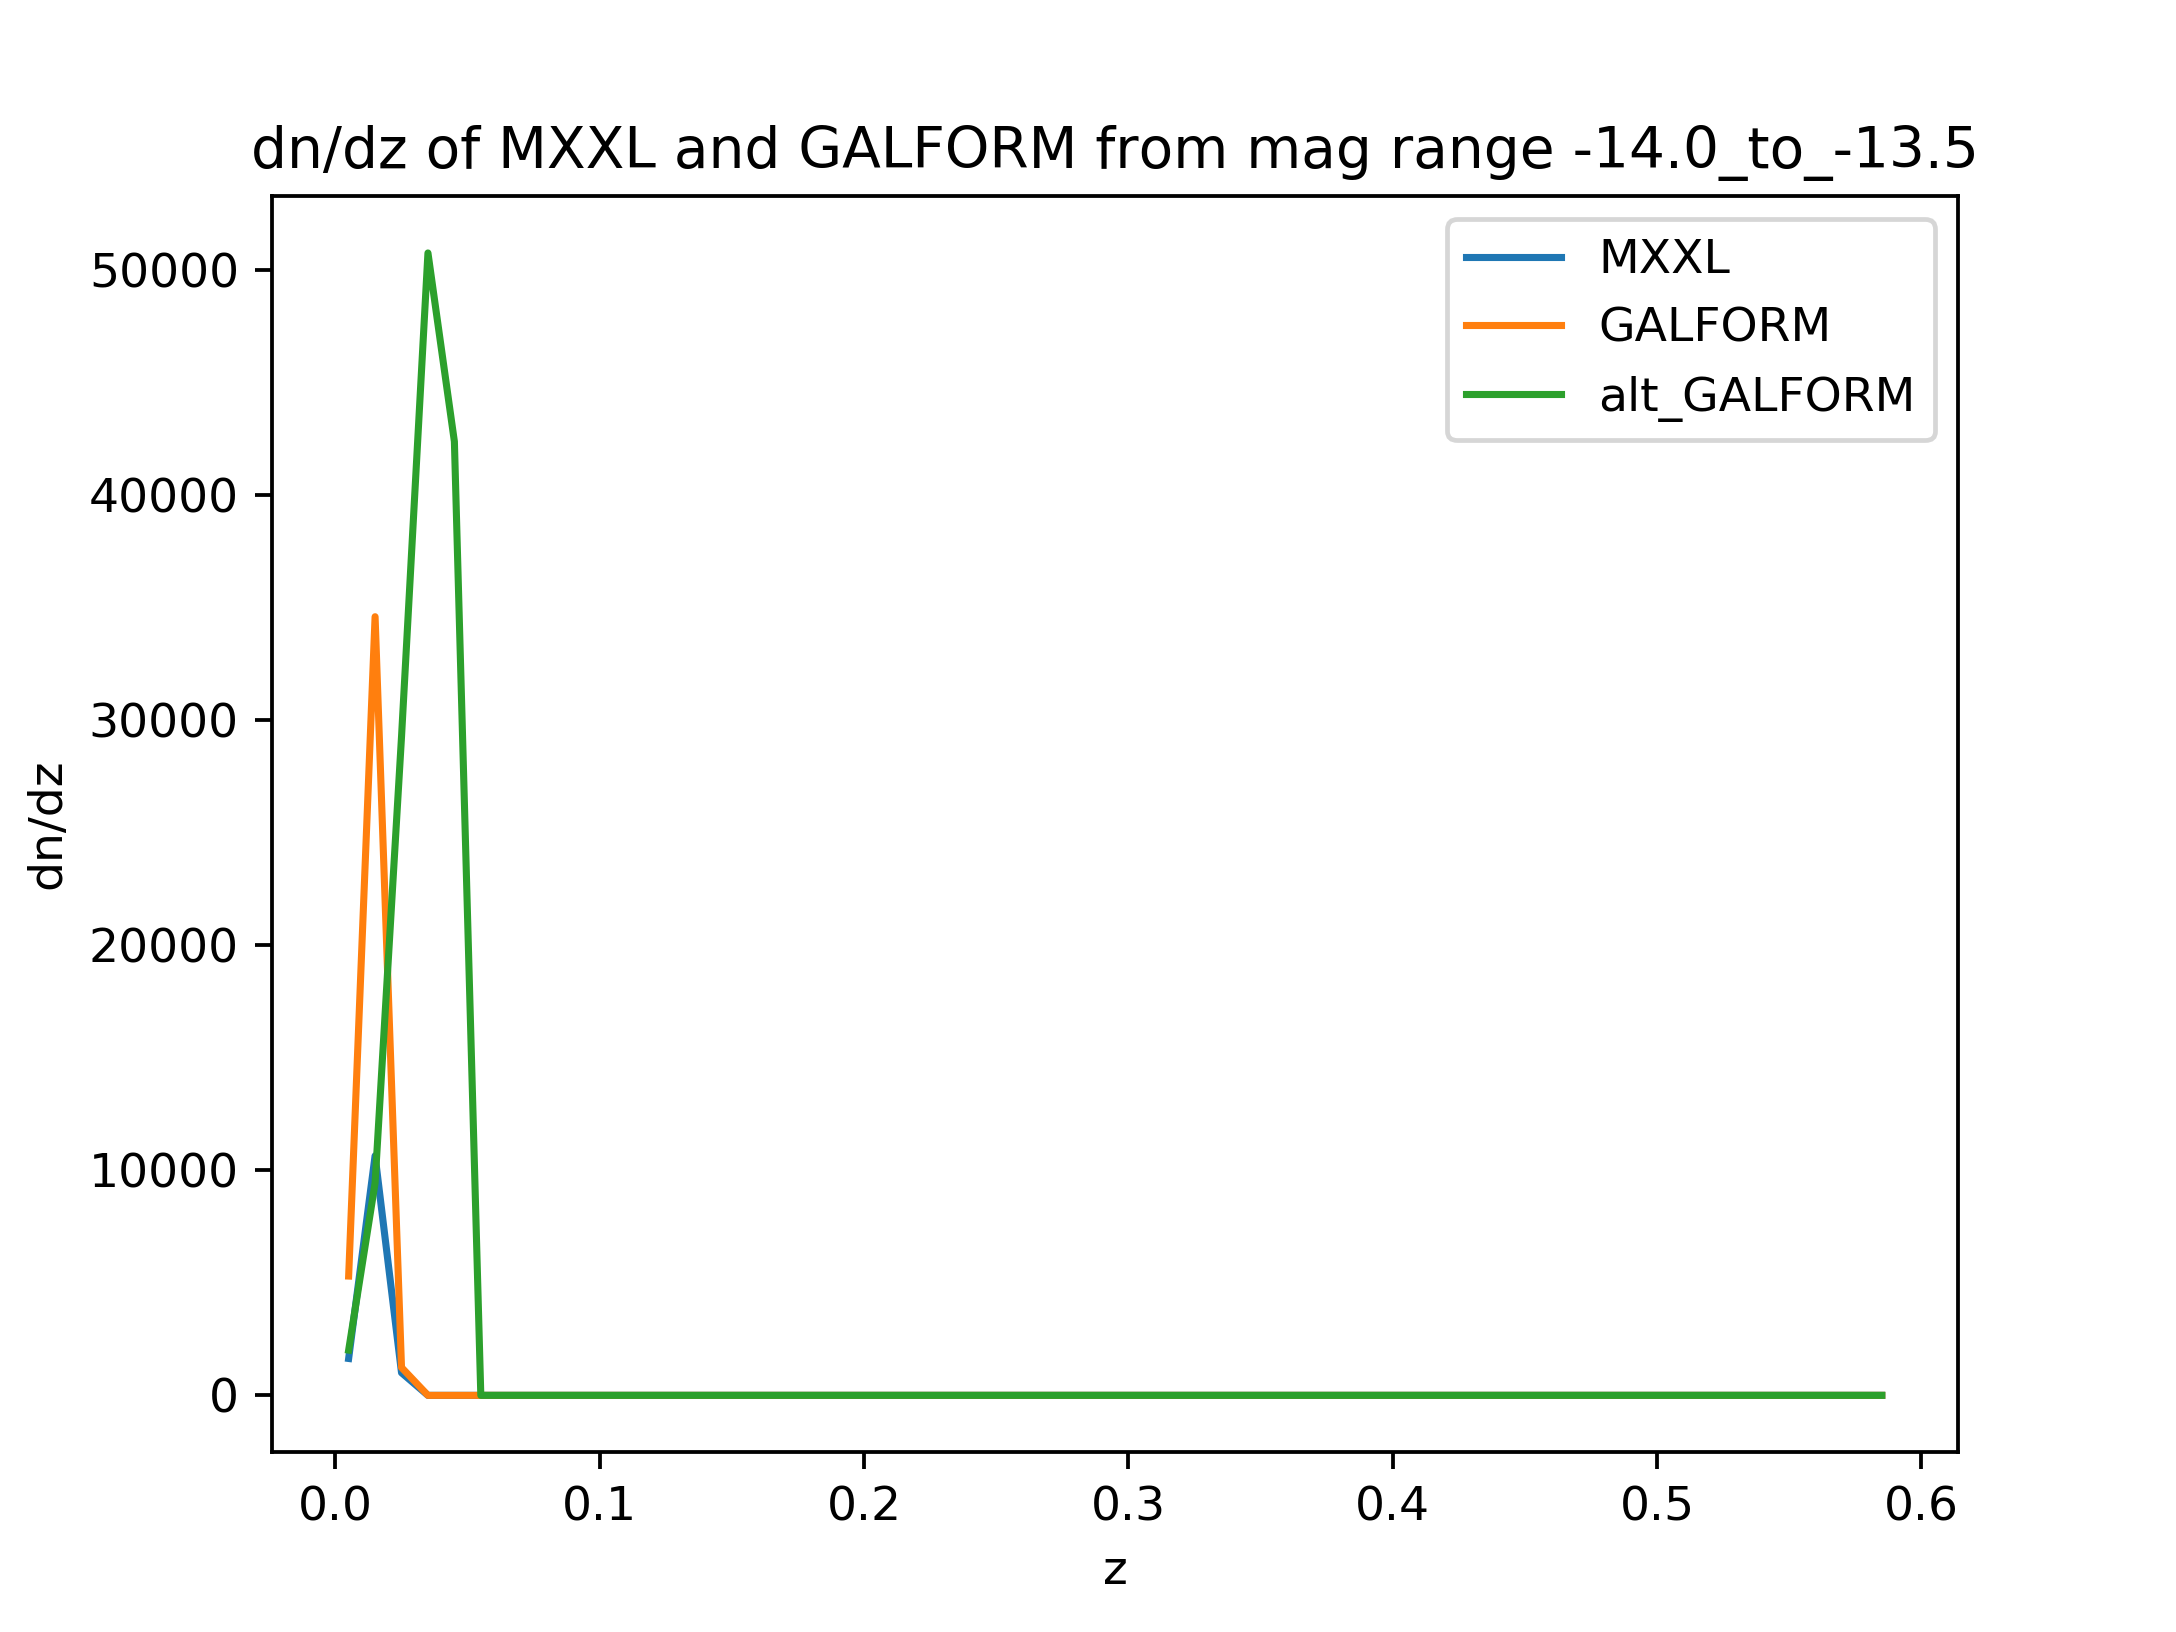 dn/dz of MXXL and GALFORM from mag range -14.0_to_-13.5
MXXL
GALFORM
alt_GALFORM
50000
40000
30000
20000
10000
0
dn/dz
0.0 0.1 0.2 0.3 0.4 0.5 0.6
z